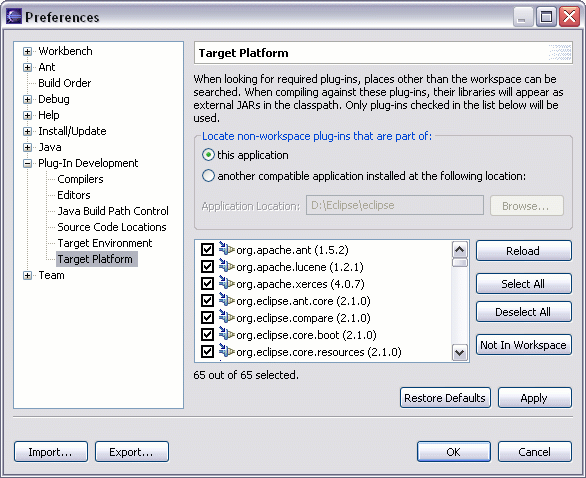 Preferences
Workbench
Ant
Build Order
Debug
Help
Install/Update
Java
Plug-In Development
Compilers
Editors
Java Build Path Control
Source Code Locations
Target Environment
Target Platform
Team
Target Platform
When looking for required plug-ins, places other than the workspace can be
searched. When compiling against these plug-ins, their libraries will appear as
external JARs in the classpath. Only plug-ins checked in the list below will be
used.
Locate non-workspace plug-ins that are part of:
this application
another compatible application installed at the following location:
Application Location: D:\Eclipse\eclipse Browse...
org.apache.ant (1.5.2)
org.apache.lucene (1.2.1)
org.apache.xerces (4.0.7)
org.eclipse.ant.core (2.1.0)
org.eclipse.compare (2.1.0)
org.eclipse.core.boot (2.1.0)
org.eclipse.core.resources (2.1.0)
Reload
Select All
Deselect All
Not In Workspace
65 out of 65 selected.
Restore Defaults Apply
Import... Export... OK Cancel